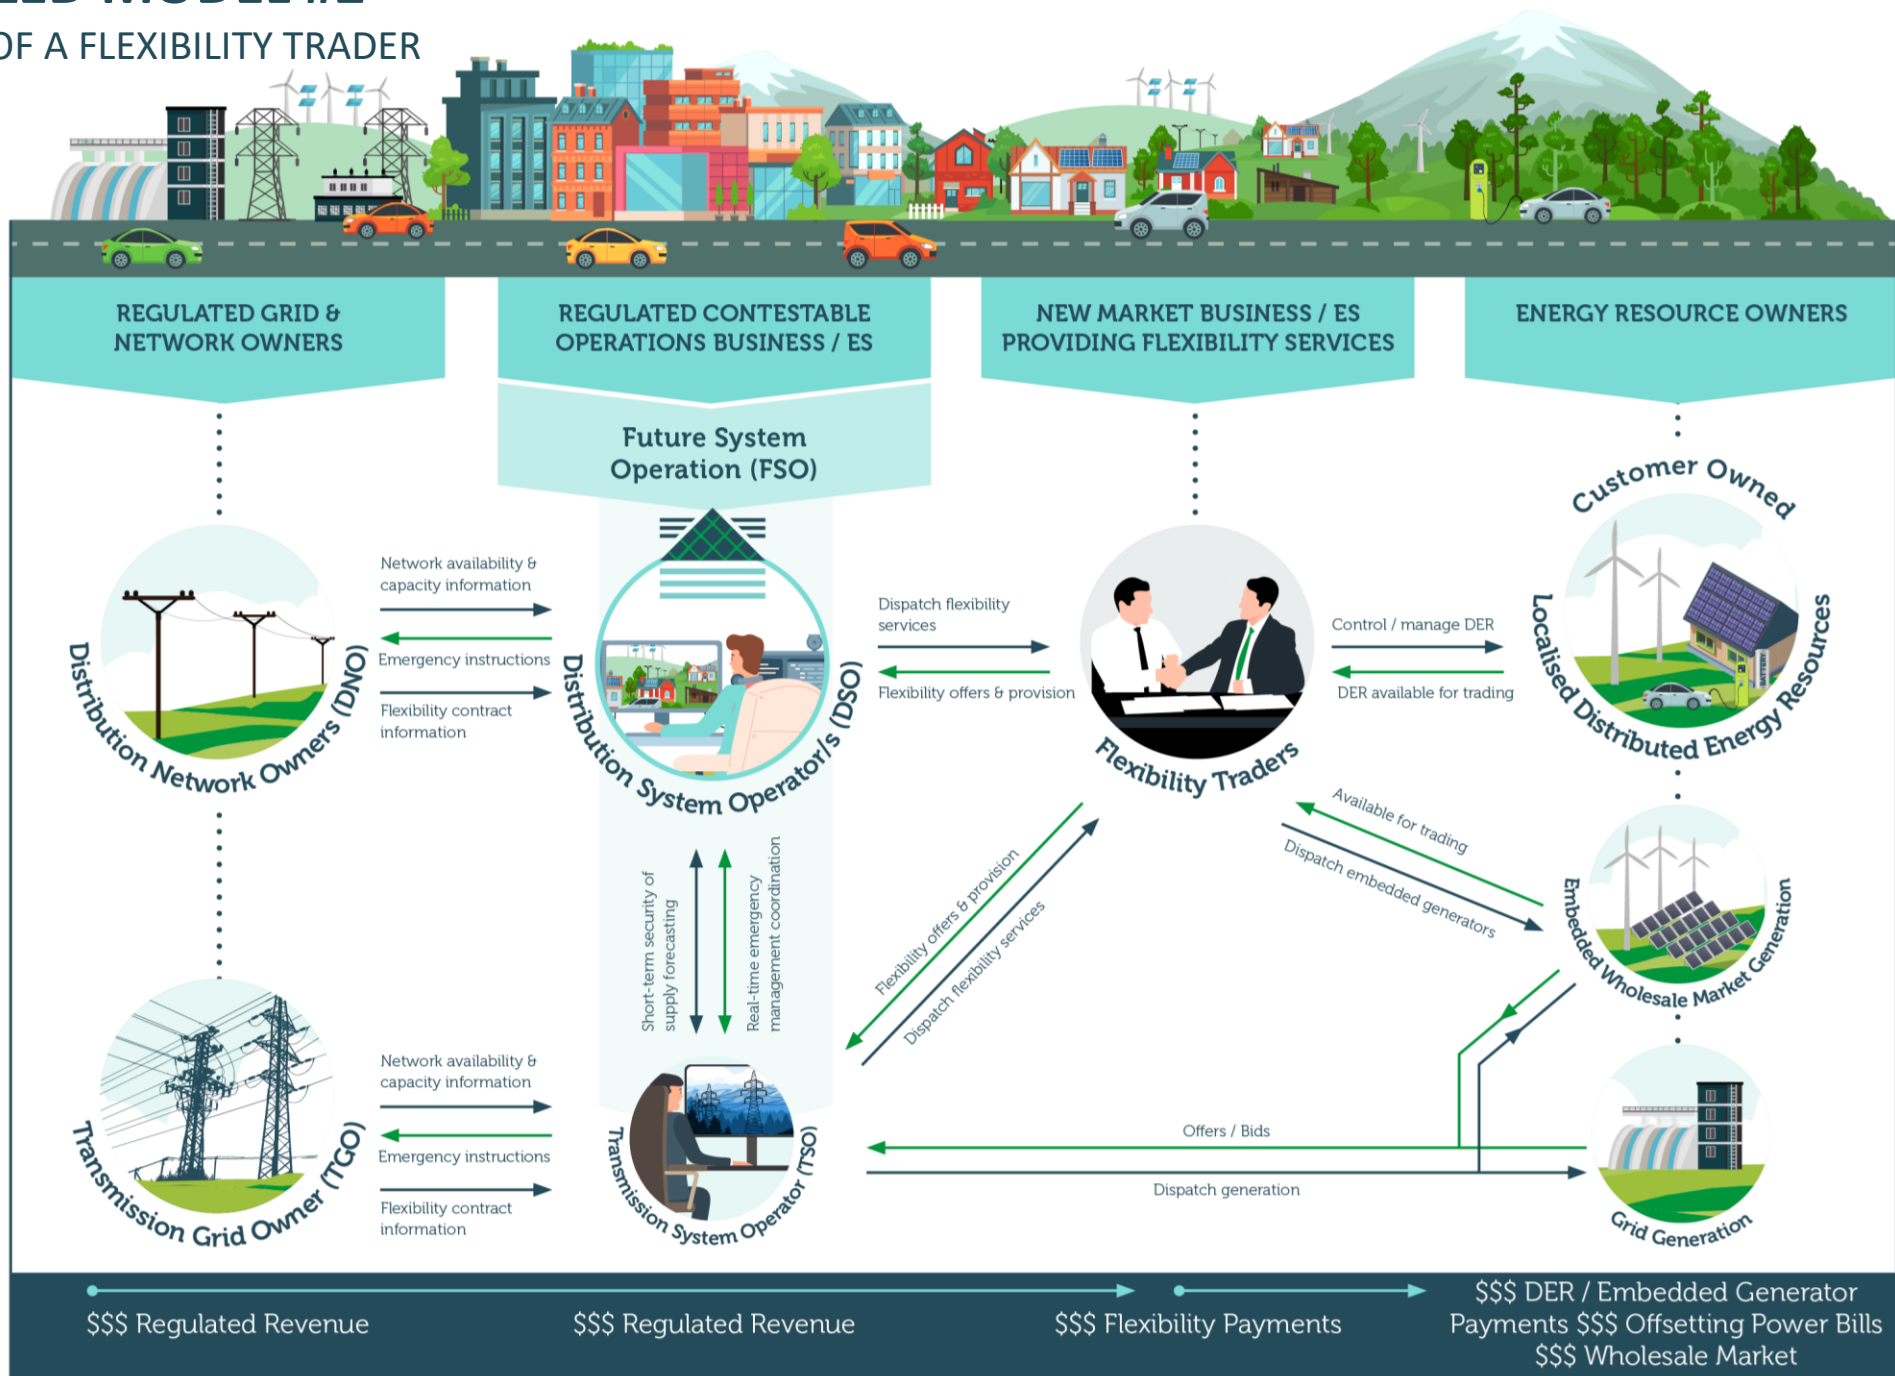 OF A FLEXIBILITY TRADER
REGULATED GRID &
NETWORK OWNERS
REGULATED CONTESTABLE
OPERATIONS BUSINESS / ES
NEW MARKET BUSINESS / ES
PROVIDING FLEXIBILITY SERVICES
ENERGY RESOURCE OWNERS
Future System
Operation (FSO)
Distribution Network Owners (DNO)
Network availability &
capacity information
Emergency instructions
Flexibility contract
information
Distribution System Operator/s (DSO)
Dispatch flexibility
services
Flexibility offers & provision
Flexibility Traders
Control / manage DER
DER available for trading
Customer Owned
Localised Distributed Energy Resources
Short-term security of
supply forecasting
Real-time emergency
management coordination
Flexibility offers & provision
Dispatch flexibility services
Available for trading
Dispatch embedded generators
Embedded Wholesale Market Generation
Transmission Grid Owner (TGO)
Network availability &
capacity information
Emergency instructions
Flexibility contract
information
Transmission System Operator (TSO)
Offers / Bids
Dispatch generation
Grid Generation
$$$ Regulated Revenue
$$$ Regulated Revenue
$$$ Flexibility Payments
$$$ DER / Embedded Generator
Payments $$$ Offsetting Power Bills
$$$ Wholesale Market